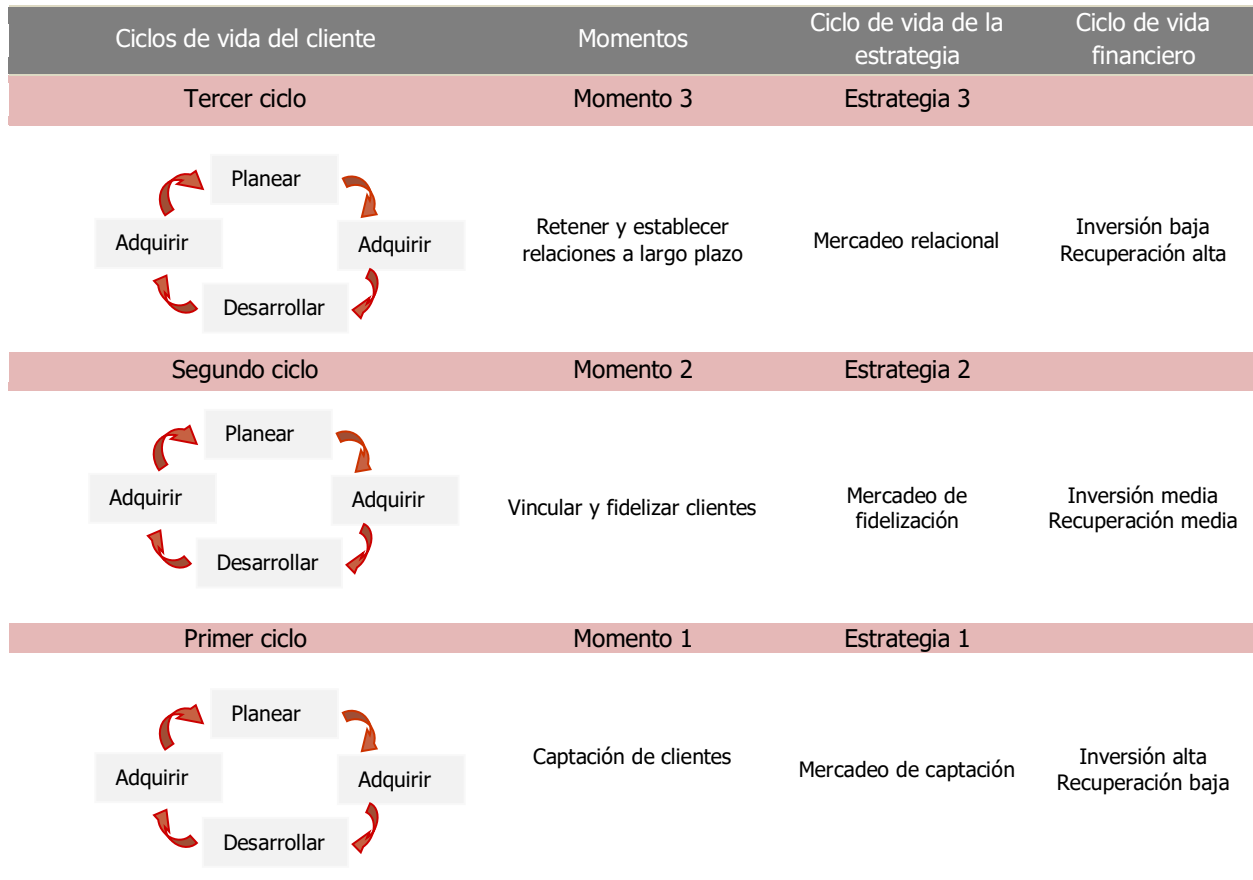 Ciclos de vida del cliente
Momentos
Ciclo de vida de la
estrategia
Ciclo de vida
financiero
Tercer ciclo
Momento 3
Estrategia 3
Planear
Adquirir
Adquirir
Desarrollar
Retener y establecer
relaciones a largo plazo
Mercadeo relacional
Inversión baja
Recuperación alta
Segundo ciclo
Momento 2
Estrategia 2
Planear
Adquirir
Adquirir
Desarrollar
Vincular y fidelizar clientes
Mercadeo de
fidelización
Inversión media
Recuperación media
Primer ciclo
Momento 1
Estrategia 1
Planear
Adquirir
Adquirir
Desarrollar
Captación de clientes
Mercadeo de captación
Inversión alta
Recuperación baja